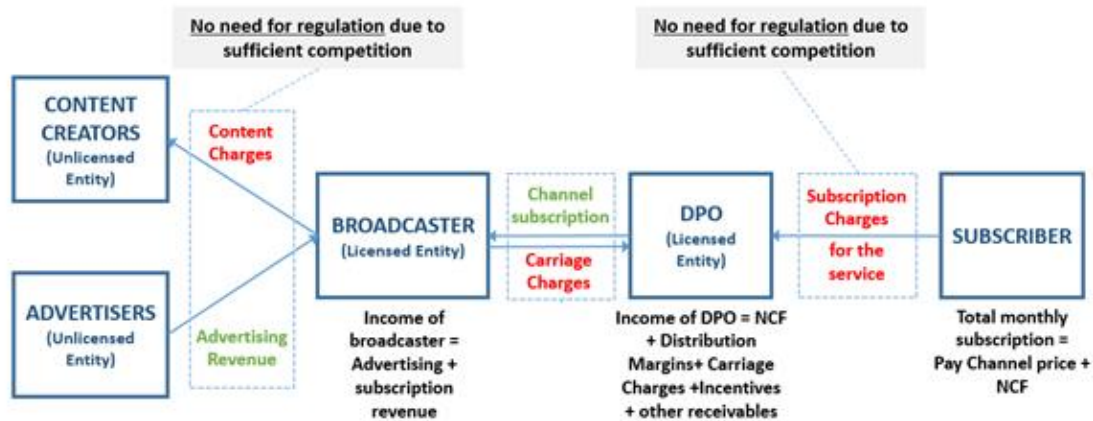 No need for regulation due to
sufficient competition
No need for regulation due to
sufficient competition
CONTENT
CREATORS
(Unlicensed
Entity)
Content
Charges
BROADCASTER
(Licensed Entity)
Channel
subscription
Carriage
Charges
DPO
(Licensed
Entity)
Subscription
Charges
for the
service
SUBSCRIBER
ADVERTISERS
(Unlicensed
Entity)
Advertising
Revenue
Income of
broadcaster =
Advertising +
subscription
revenue
Income of DPO = NCF
+ Distribution
Margins+ Carriage
Charges +Incentives
+ other receivables
Total monthly
subscription =
Pay Channel price +
NCF